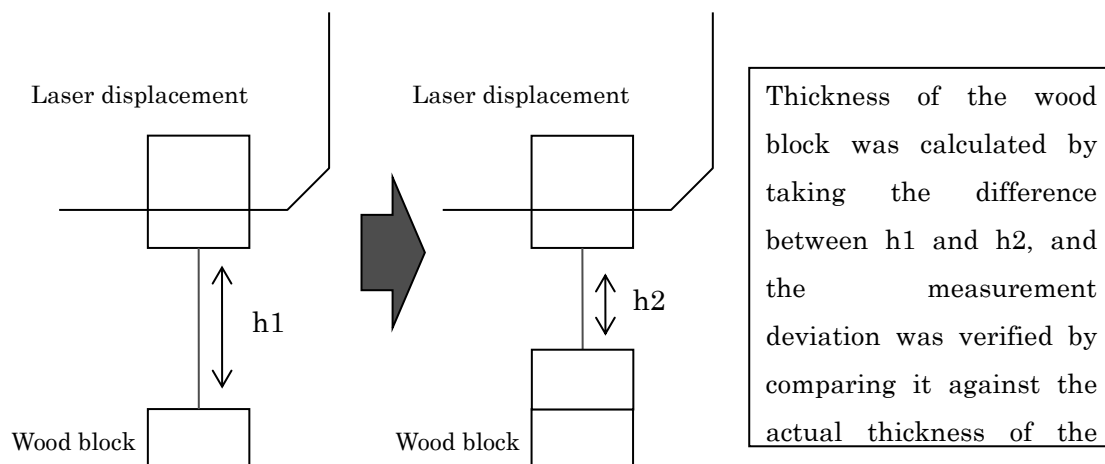 Laser displacement
h1
Wood block
Laser displacement
h2
Wood block
Thickness of the wood
block was calculated by
taking the difference
between h1 and h2, and
the measurement
deviation was verified by
comparing it against the
actual thickness of the